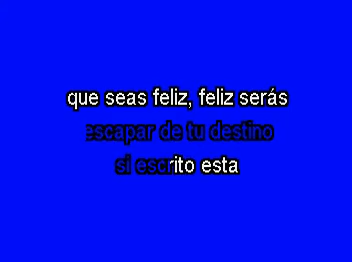 que seas feliz, feliz serás
escapar de tu destino
si escrito esta